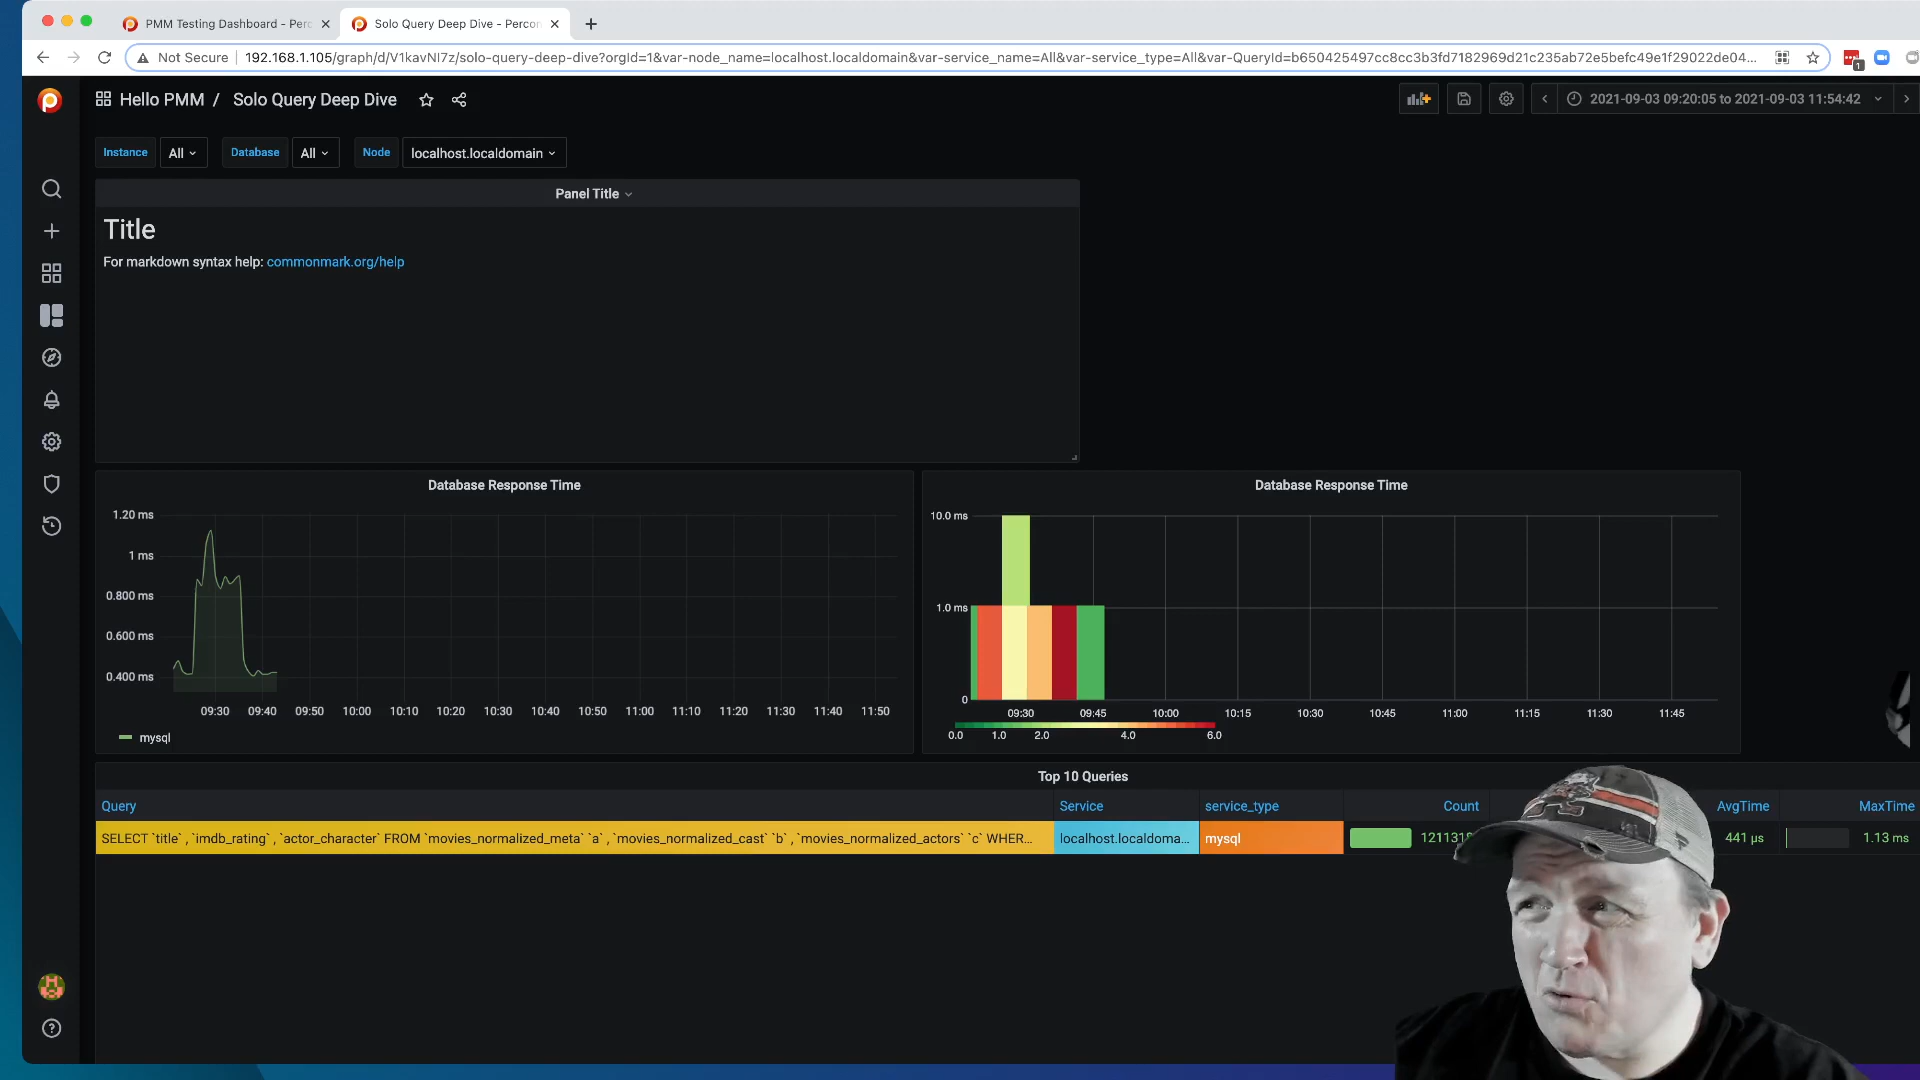 PMM Testing Dashboard - Perc
Solo Query Deep Dive - Percon
Not Secure
192.168.1.105/graph/d/V1kavNI7z/solo-query-deep-dive?orgId=1&var-node_name=localhost.localdomain&var-service_name=All&var-service_type=All&var-QueryId=b650425497cc8cc3b3fd7182969d21c235ab72e5befc49e1f29022de04...
1
Hello PMM / Solo Query Deep Dive
2021-09-03 09:20:05 to 2021-09-03 11:54:42
Instance All Database All Node localhost.localdomain
Panel Title
Title
For markdown syntax help: commonmark.org/help
Database Response Time
1.20 ms
1 ms
0.800 ms
0.600 ms
0.400 ms
09:30 09:40 09:50 10:00 10:10 10:20 10:30 10:40 10:50 11:00 11:10 11:20 11:30 11:40 11:50
mysql
Database Response Time
10.0 ms
1.0 ms
0
09:30 09:45 10:00 10:15 10:30 10:45 11:00 11:15 11:30 11:45
0.0 1.0 2.0 4.0 6.0
Top 10 Queries
Query Service service_type Count AvgTime MaxTime
SELECT `title` , `imdb_rating` , `actor_character` FROM `movies_normalized_meta` `a` , `movies_normalized_cast` `b` , `movies_normalized_actors` `c` WHER... localhost.localdoma... mysql 441 µs 1.13 ms